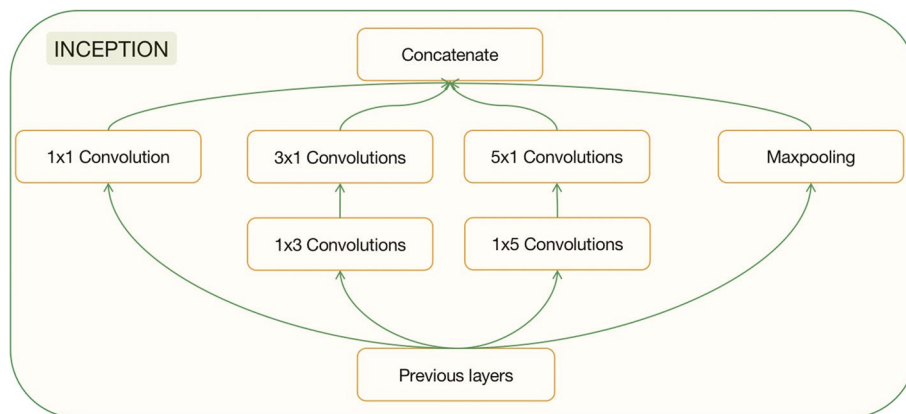 INCEPTION
Concatenate
1x1 Convolution
3x1 Convolutions
5x1 Convolutions
Maxpooling
1x3 Convolutions
1x5 Convolutions
Previous layers